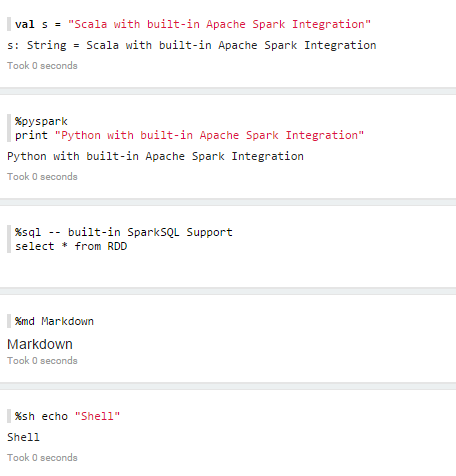 val s = "Scala with built-in Apache Spark Integration"
s: String = Scala with built-in Apache Spark Integration
Took 0 seconds
%pyspark
print "Python with built-in Apache Spark Integration"
Python with built-in Apache Spark Integration
Took 0 seconds
%sql -- built-in SparkSQL Support
select * from RDD
%md Markdown
Markdown
Took 0 seconds
%sh echo "Shell"
Shell
Took 0 seconds